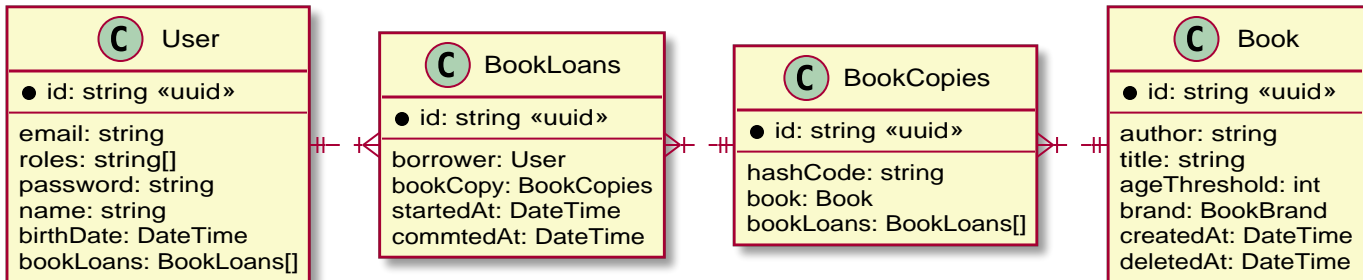 C User
● id: string «uuid»
email: string
roles: string[]
password: string
name: string
birthDate: DateTime
bookLoans: BookLoans[]
C BookLoans
● id: string «uuid»
borrower: User
bookCopy: BookCopies
startedAt: DateTime
commtedAt: DateTime
C BookCopies
● id: string «uuid»
hashCode: string
book: Book
bookLoans: BookLoans[]
C Book
● id: string «uuid»
author: string
title: string
ageThreshold: int
brand: BookBrand
createdAt: DateTime
deletedAt: DateTime